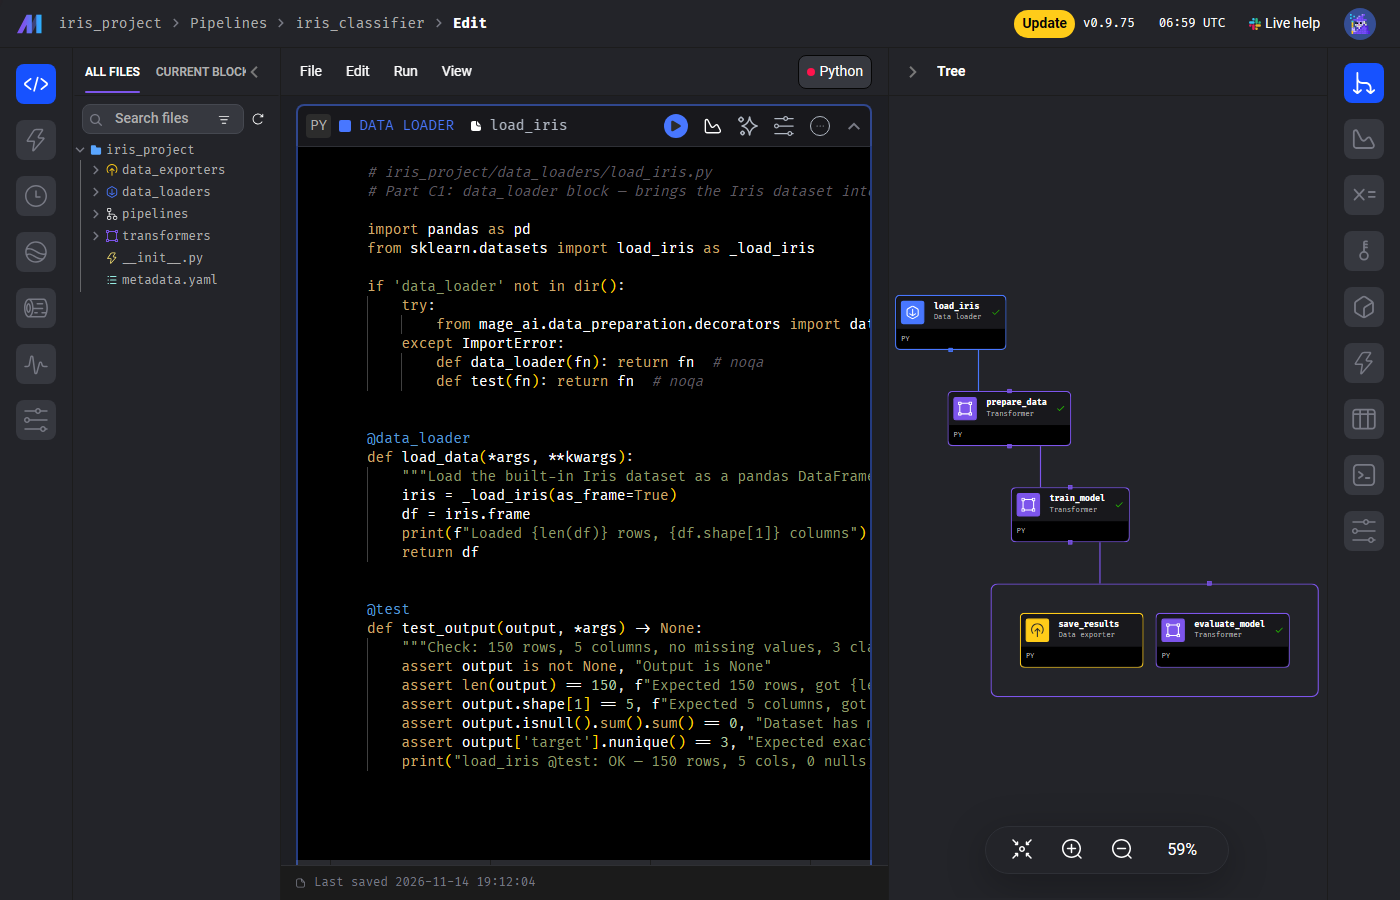 iris_project > Pipelines > iris_classifier > Edit
Update v0.9.75 06:59 UTC Live help
ALL FILES CURRENT BLOCK
Search files
iris_project
data_exporters
data_loaders
pipelines
transformers
__init__.py
metadata.yaml
File Edit Run View Python
PY DATA LOADER load_iris
# iris_project/data_loaders/load_iris.py
# Part C1: data_loader block — brings the Iris dataset int
import pandas as pd
from sklearn.datasets import load_iris as _load_iris
if 'data_loader' not in dir():
try:
from mage_ai.data_preparation.decorators import dat
except ImportError:
def data_loader(fn): return fn # noqa
def test(fn): return fn # noqa
@data_loader
def load_data(*args, **kwargs):
"""Load the built-in Iris dataset as a pandas DataFrame
iris = _load_iris(as_frame=True)
df = iris.frame
print(f"Loaded {len(df)} rows, {df.shape[1]} columns")
return df
@test
def test_output(output, *args) -> None:
"""Check: 150 rows, 5 columns, no missing values, 3 cla
assert output is not None, "Output is None"
assert len(output) == 150, f"Expected 150 rows, got {le
assert output.shape[1] == 5, f"Expected 5 columns, got
assert output.isnull().sum().sum() == 0, "Dataset has
assert output['target'].nunique() == 3, "Expected exact
print("load_iris @test: OK — 150 rows, 5 cols, 0 nulls
Last saved 2026-11-14 19:12:04
Tree
load_iris
Data loader
PY
prepare_data
Transformer
PY
train_model
Transformer
PY
save_results
Data exporter
PY
evaluate_model
Transformer
PY
59%